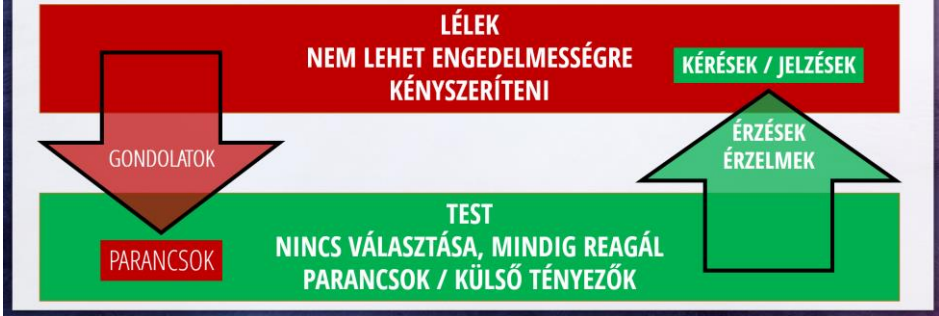 LÉLEK
NEM LEHET ENGEDELMESSÉGRE
KÉNYSZERÍTENI
KÉRÉSEK / JELZÉSEK
GONDOLATOK
ÉRZÉSEK
ÉRZELMEK
TEST
NINCS VÁLASZTÁSA, MINDIG REAGÁL
PARANCSOK / KÜLSŐ TÉNYEZŐK
PARANCSOK